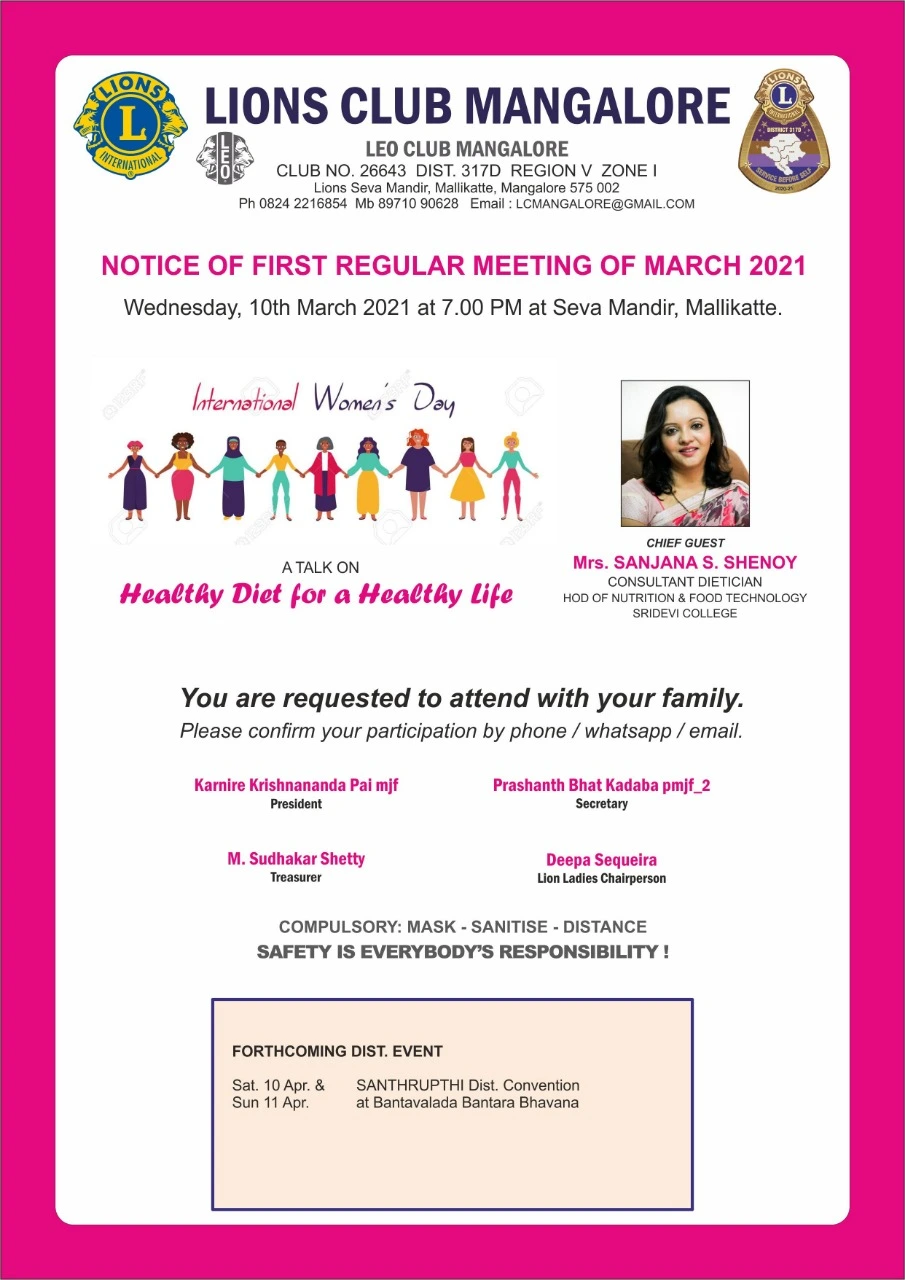 LIONS
L
INTERNATIONAL
®
LIONS CLUB MANGALORE
LEO
LEO CLUB MANGALORE
CLUB NO. 26643 DIST. 317D REGION V ZONE I
Lions Seva Mandir, Mallikatte, Mangalore 575 002
Ph 0824 2216854 Mb 89710 90628 Email : LCMANGALORE@GMAIL.COM
LIONS
L
INTERNATIONAL
DISTRICT 317D
SERVICE BEFORE SELF
2020-21
NOTICE OF FIRST REGULAR MEETING OF MARCH 2021
Wednesday, 10th March 2021 at 7.00 PM at Seva Mandir, Mallikatte.
International Women's Day
A TALK ON
Healthy Diet for a Healthy Life
CHIEF GUEST
Mrs. SANJANA S. SHENOY
CONSULTANT DIETICIAN
HOD OF NUTRITION & FOOD TECHNOLOGY
SRIDEVI COLLEGE
You are requested to attend with your family.
Please confirm your participation by phone / whatsapp / email.
Karnire Krishnananda Pai mjf
President
Prashanth Bhat Kadaba pmjf_2
Secretary
M. Sudhakar Shetty
Treasurer
Deepa Sequeira
Lion Ladies Chairperson
COMPULSORY: MASK - SANITISE - DISTANCE
SAFETY IS EVERYBODY'S RESPONSIBILITY !
FORTHCOMING DIST. EVENT
Sat. 10 Apr. & SANTHRUPTHI Dist. Convention
Sun 11 Apr. at Bantavalada Bantara Bhavana